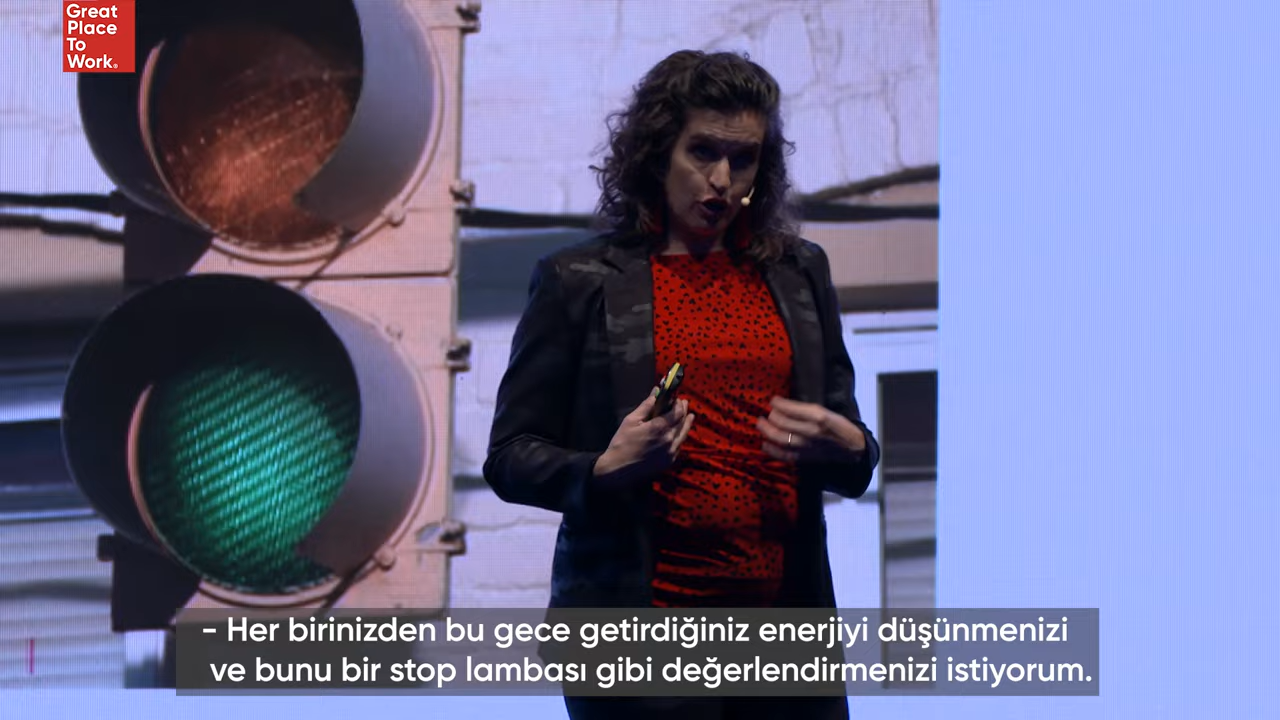 Great
Place
To
Work®
- Her birinizden bu gece getirdiğiniz enerjiyi düşünmenizi
ve bunu bir stop lambası gibi değerlendirmenizi istiyorum.